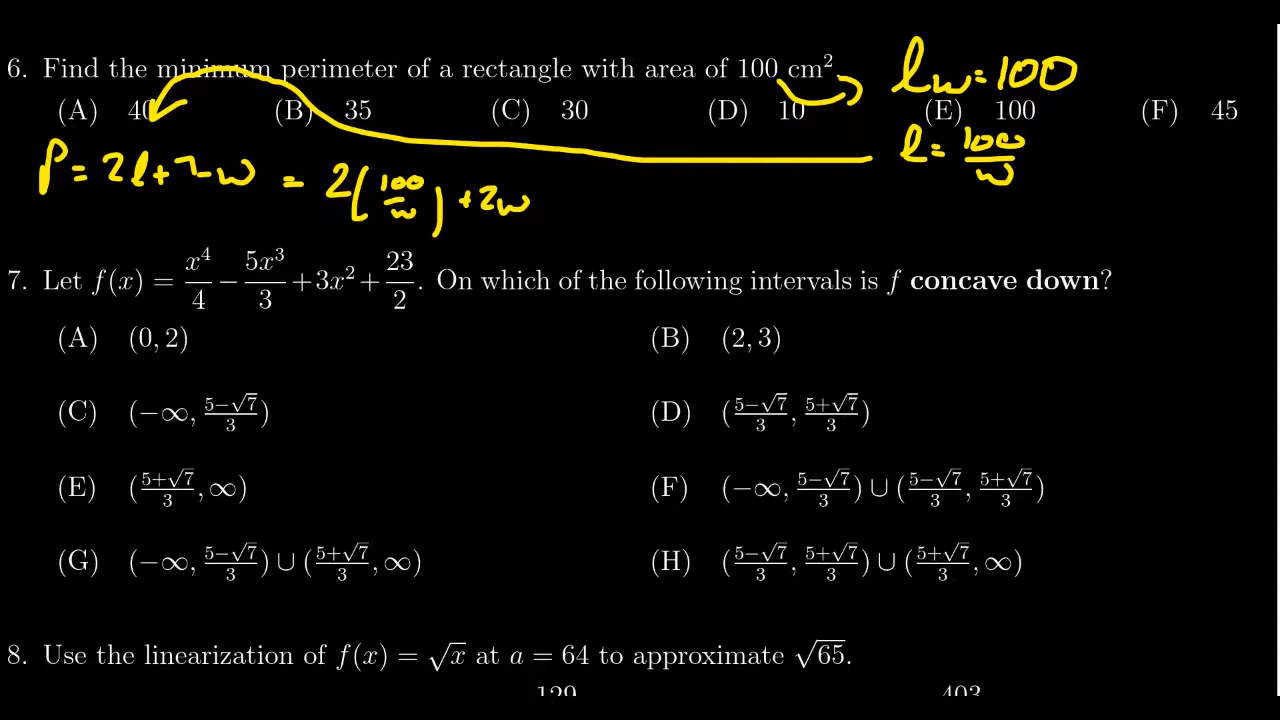 6. Find the minimum perimeter of a rectangle with area of 100 cm².
lw = 100
(A) 40 (B) 35 (C) 30 (D) 10 (E) 100 (F) 45
l = 100/w
P = 2l + 2w = 2(100/w) + 2w
7. Let f(x) = x⁴/4 − 5x³/3 + 3x² + 23/2. On which of the following intervals is f concave down?
(A) (0, 2) (B) (2, 3)
(C) (−∞, (5−√7)/3) (D) ((5−√7)/3, (5+√7)/3)
(E) ((5+√7)/3, ∞) (F) (−∞, (5−√7)/3) ∪ ((5−√7)/3, (5+√7)/3)
(G) (−∞, (5−√7)/3) ∪ ((5+√7)/3, ∞) (H) ((5−√7)/3, (5+√7)/3) ∪ ((5+√7)/3, ∞)
8. Use the linearization of f(x) = √x at a = 64 to approximate √65.
129 403